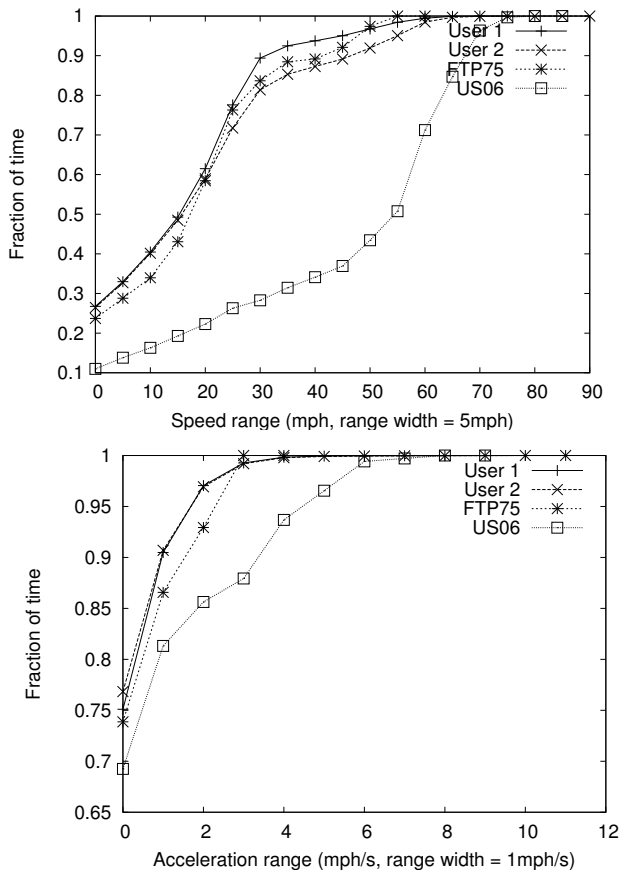 1
0.9
0.8
0.7
0.6
0.5
0.4
0.3
0.2
0.1
Fraction of time
User 1
User 2
FTP75
US06
0 10 20 30 40 50 60 70 80 90
Speed range (mph, range width = 5mph)
1
0.95
0.9
0.85
0.8
0.75
0.7
0.65
Fraction of time
User 1
User 2
FTP75
US06
0 2 4 6 8 10 12
Acceleration range (mph/s, range width = 1mph/s)